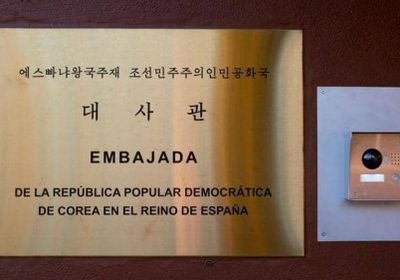 에스빠냐왕국주재 조선민주주의인민공화국
대 사 관
EMBAJADA
DE LA REPÚBLICA POPULAR DEMOCRÁTICA
DE COREA EN EL REINO DE ESPAÑA